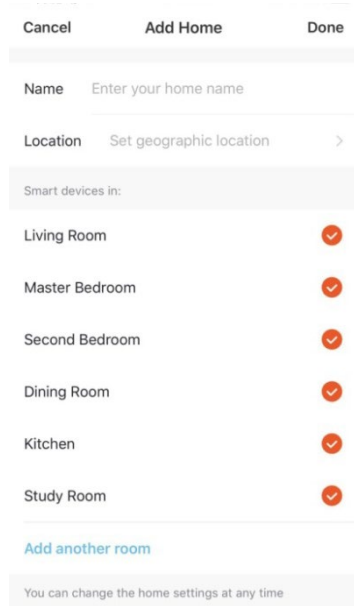 Cancel Add Home Done
Name Enter your home name
Location Set geographic location
Smart devices in:
Living Room
Master Bedroom
Second Bedroom
Dining Room
Kitchen
Study Room
Add another room
You can change the home settings at any time